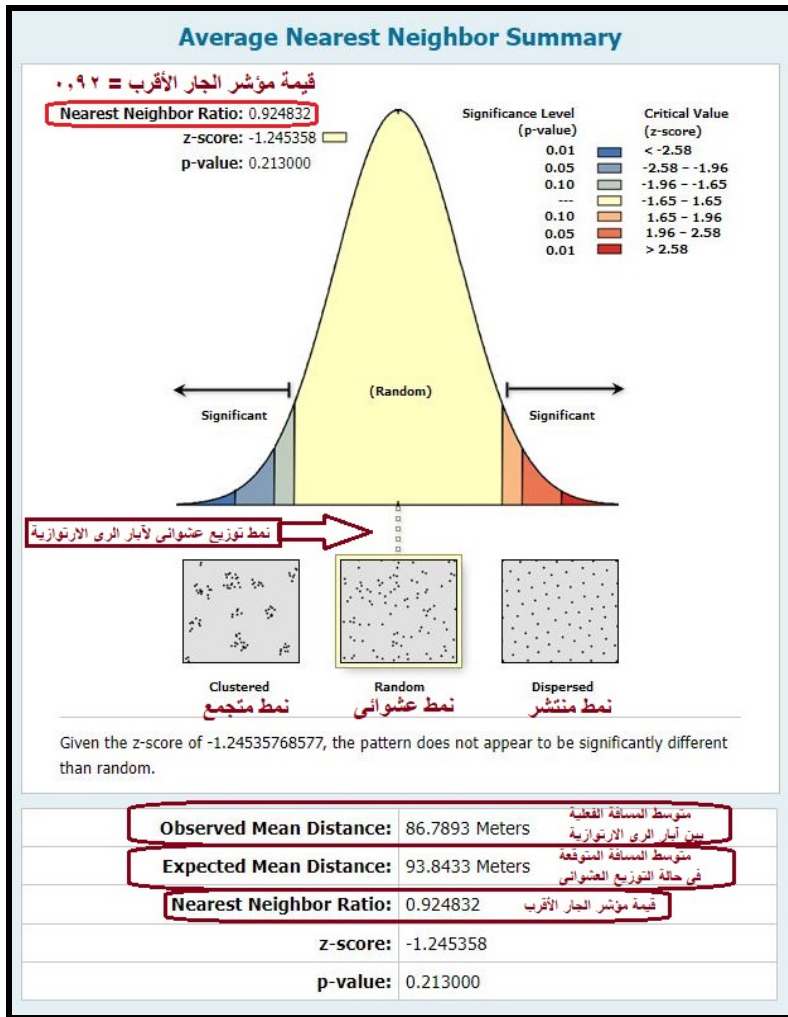 Average Nearest Neighbor Summary
قيمة مؤشر الجار الأقرب = ٠,٩٢
Nearest Neighbor Ratio: 0.924832
z-score: -1.245358
p-value: 0.213000
Significance Level Critical Value
(p-value) (z-score)
0.01 < -2.58
0.05 -2.58 - -1.96
0.10 -1.96 - -1.65
--- -1.65 - 1.65
0.10 1.65 - 1.96
0.05 1.96 - 2.58
0.01 > 2.58
(Random)
Significant Significant
نمط توزيع عشوائى لآبار الرى الارتوازية
Clustered Random Dispersed
نمط متجمع نمط عشوائى نمط منتشر
Given the z-score of -1.24535768577, the pattern does not appear to be significantly different
than random.
Observed Mean Distance: 86.7893 Meters متوسط المسافة الفعلية
بين آبار الرى الارتوازية
Expected Mean Distance: 93.8433 Meters متوسط المسافة المتوقعة
فى حالة التوزيع العشوائى
Nearest Neighbor Ratio: 0.924832 قيمة مؤشر الجار الأقرب
z-score: -1.245358
p-value: 0.213000